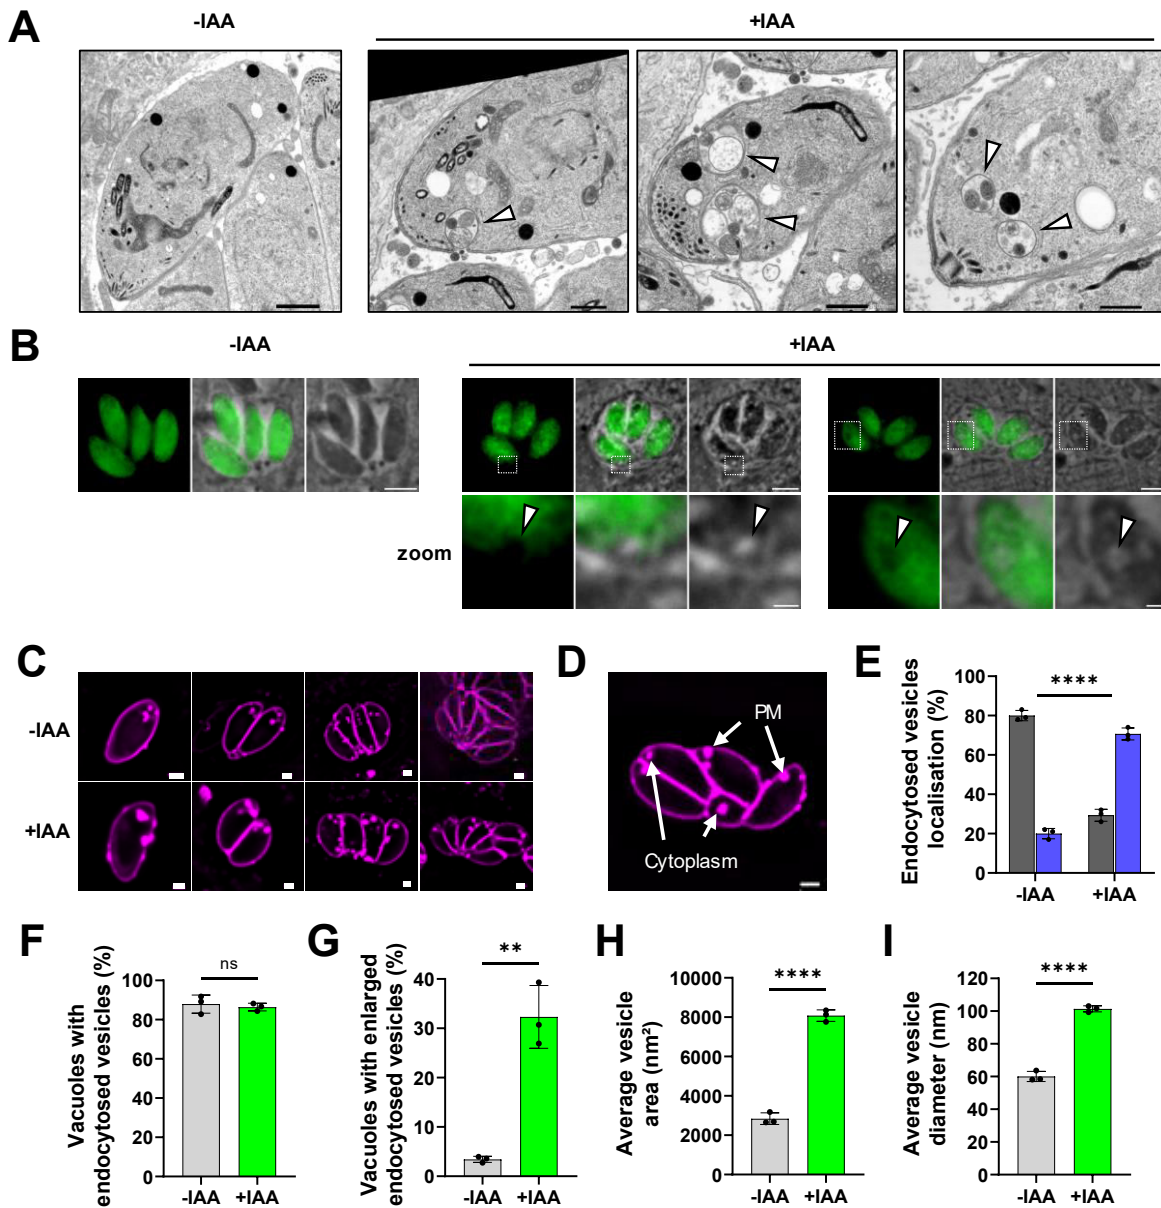 A
-IAA
+IAA
B
-IAA
+IAA
zoom
C
-IAA
+IAA
D
PM
Cytoplasm
E
Endocytosed vesicles
localisation (%)
100
80
60
40
20
0
****
-IAA
+IAA
F
Vacuoles with
endocytosed vesicles (%)
100
80
60
40
20
0
ns
-IAA
+IAA
G
Vacuoles with enlarged
endocytosed vesicles (%)
40
30
20
10
0
**
-IAA
+IAA
H
Average vesicle
area (nm²)
10000
8000
6000
4000
2000
0
****
-IAA
+IAA
I
Average vesicle
diameter (nm)
120
100
80
60
40
20
0
****
-IAA
+IAA